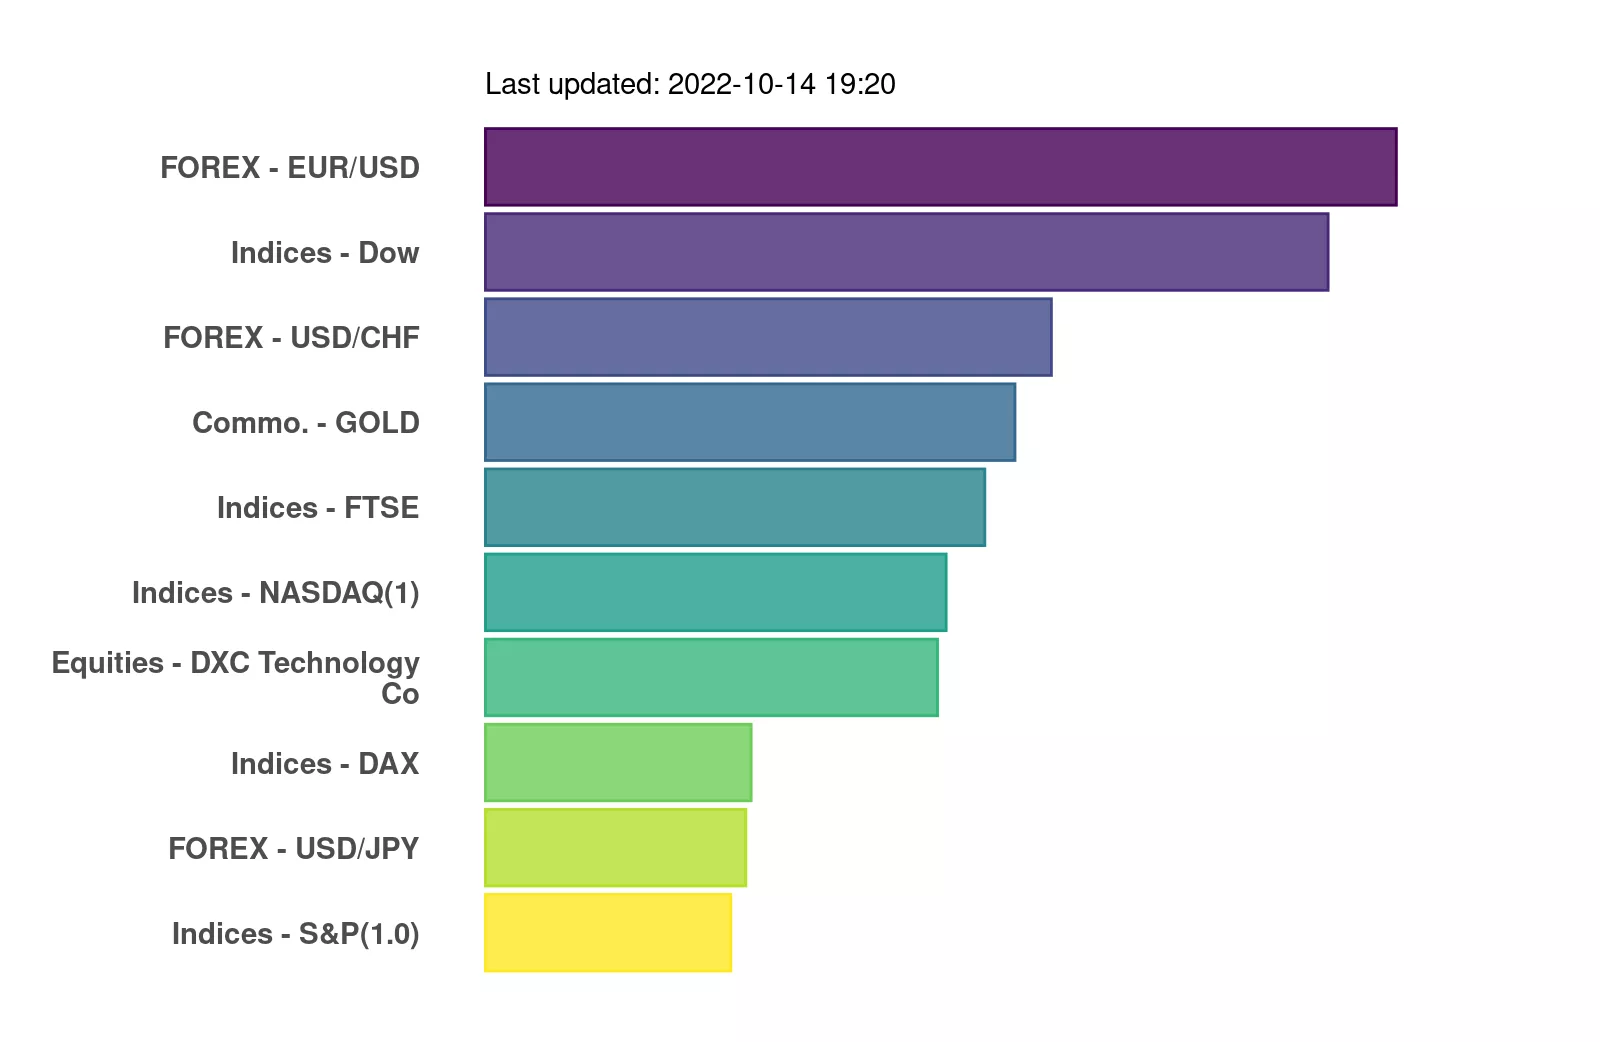 Last updated: 2022-10-14 19:20
FOREX - EUR/USD
Indices - Dow
FOREX - USD/CHF
Commo. - GOLD
Indices - FTSE
Indices - NASDAQ(1)
Equities - DXC Technology
Co
Indices - DAX
FOREX - USD/JPY
Indices - S&P(1.0)